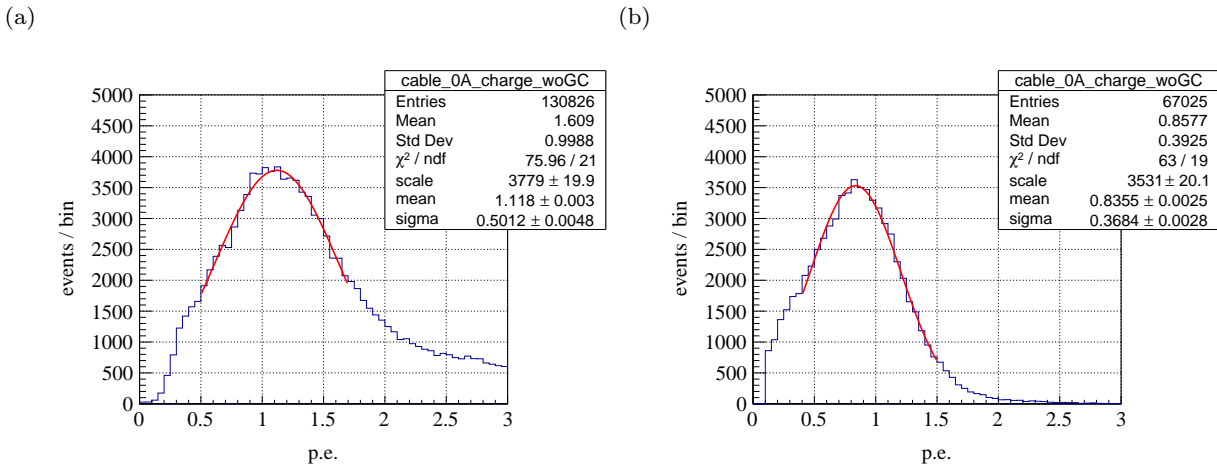 (a)
cable_0A_charge_woGC
Entries 130826
Mean 1.609
Std Dev 0.9988
χ² / ndf 75.96 / 21
scale 3779 ± 19.9
mean 1.118 ± 0.003
sigma 0.5012 ± 0.0048
events / bin
5000
4500
4000
3500
3000
2500
2000
1500
1000
500
0
0 0.5 1 1.5 2 2.5 3
p.e.
(b)
cable_0A_charge_woGC
Entries 67025
Mean 0.8577
Std Dev 0.3925
χ² / ndf 63 / 19
scale 3531 ± 20.1
mean 0.8355 ± 0.0025
sigma 0.3684 ± 0.0028
events / bin
5000
4500
4000
3500
3000
2500
2000
1500
1000
500
0
0 0.5 1 1.5 2 2.5 3
p.e.